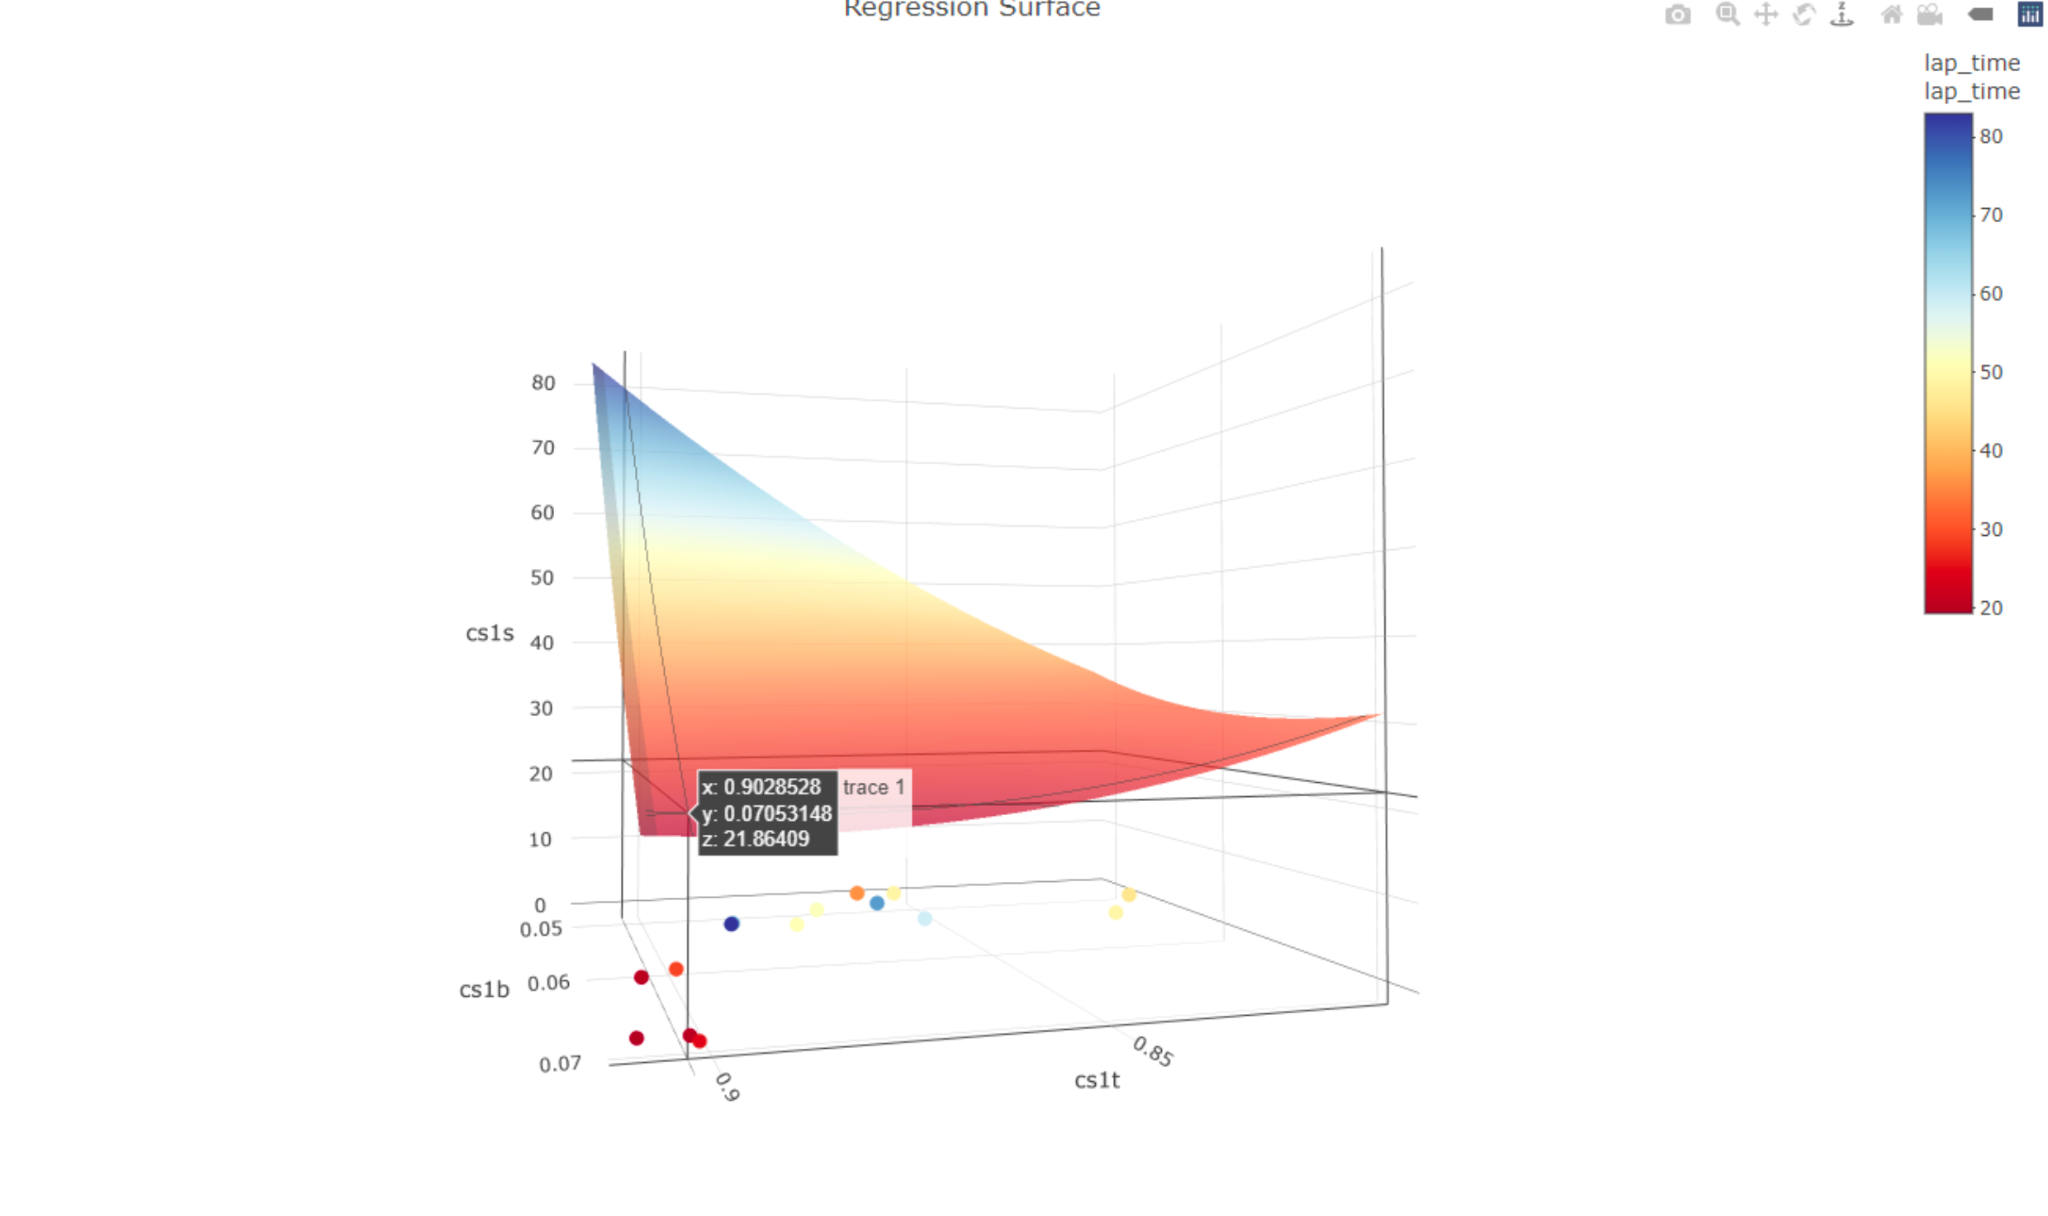 Regression Surface
z
lap_time
lap_time
80
70
60
50
40
30
20
80
70
60
50
cs1s
40
30
20
10
0
x: 0.9028528
y: 0.07053148
z: 21.86409
trace 1
0.05
cs1b
0.06
0.07
0.9
0.85
cs1t